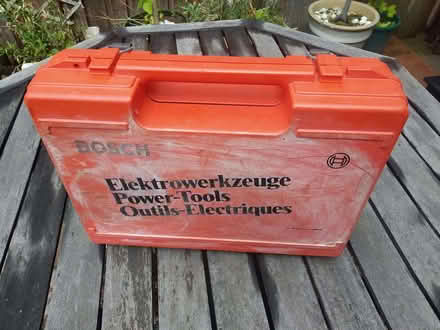 BOSCH
Elektrowerkzeuge
Power-Tools
Outils-Electriques